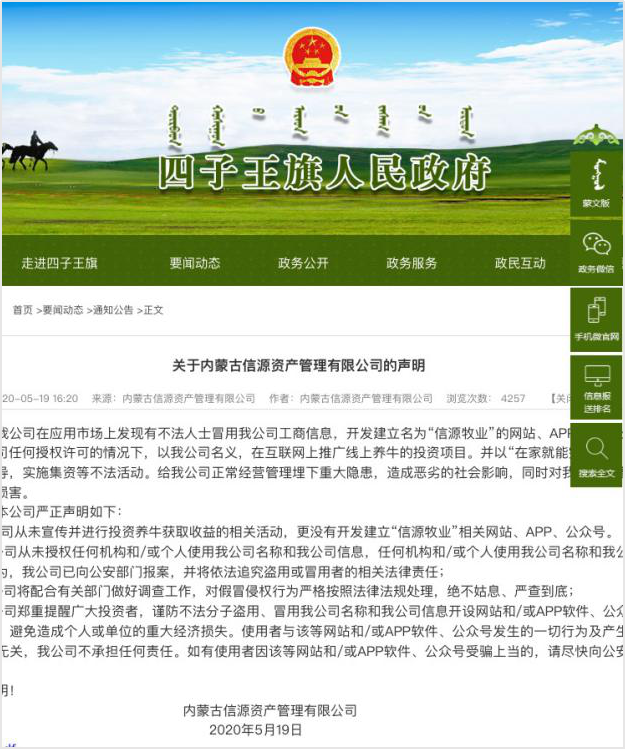 四子王旗人民政府
蒙文版
政务微信
手机微官网
信息报
送排名
搜索全文
走进四子王旗 要闻动态 政务公开 政务服务 政民互动
首页 >要闻动态 >通知公告 >正文
关于内蒙古信源资产管理有限公司的声明
20-05-19 16:20 来源：内蒙古信源资产管理有限公司 作者：内蒙古信源资产管理有限公司 浏览次数： 4257 【关闭
我公司在应用市场上发现有不法人士冒用我公司工商信息，开发建立名为“信源牧业”的网站、APP
司任何授权许可的情况下，以我公司名义，在互联网上推广线上养牛的投资项目。并以“在家就能
，实施集资等不法活动。给我公司正常经营管理埋下重大隐患，造成恶劣的社会影响，同时对我
损害。
本公司严正声明如下：
司从未宣传并进行投资养牛获取收益的相关活动，更没有开发建立“信源牧业”相关网站、APP、公众号。
司从未授权任何机构和/或个人使用我公司名称和我公司信息，任何机构和/或个人使用我公司名称和我公
，我公司已向公安部门报案，并将依法追究盗用或冒用者的相关法律责任；
司将配合有关部门做好调查工作，对假冒侵权行为严格按照法律法规处理，绝不姑息、严查到底；
司郑重提醒广大投资者，谨防不法分子盗用、冒用我公司名称和我公司信息开设网站和/或APP软件、公众
避免造成个人或单位的重大经济损失。使用者与该等网站和/或APP软件、公众号发生的一切行为及产生
无关，我公司不承担任何责任。如有使用者因该等网站和/或APP软件、公众号受骗上当的，请尽快向公安
明！
内蒙古信源资产管理有限公司
2020年5月19日